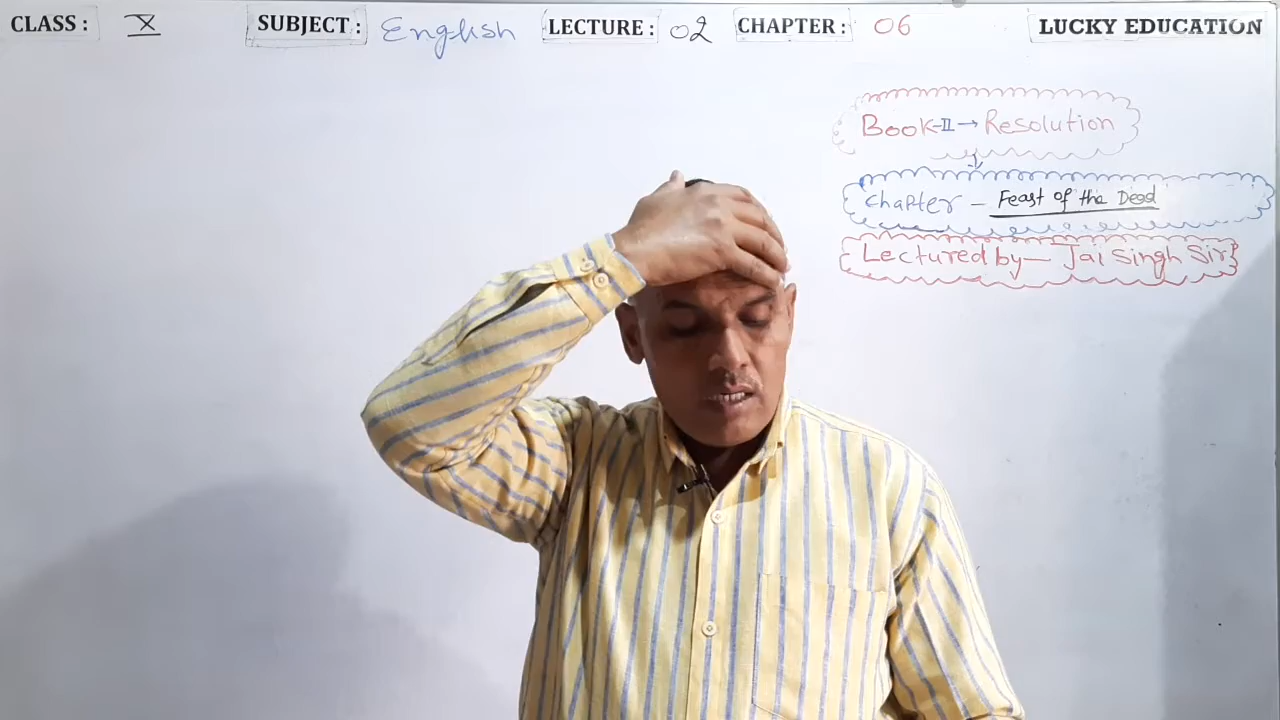 CLASS : X SUBJECT : English LECTURE : 02 CHAPTER : 06 LUCKY EDUCATION
Book-II → Resolution
Chapter - Feast of the Dead
Lectured by - Jai Singh Sir